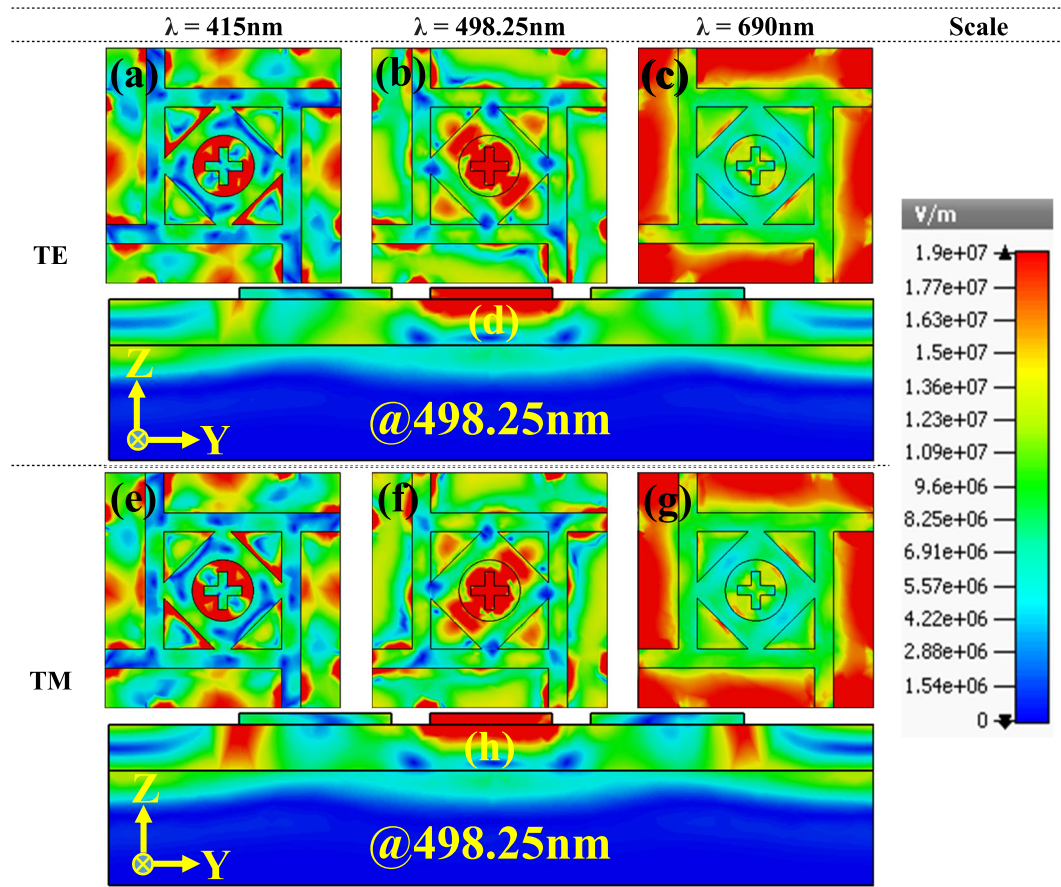 λ = 415nm λ = 498.25nm λ = 690nm Scale
(a) (b) (c)
TE
(d)
Z
Y
@498.25nm
V/m
1.9e+07
1.77e+07
1.63e+07
1.5e+07
1.36e+07
1.23e+07
1.09e+07
9.6e+06
8.25e+06
6.91e+06
5.57e+06
4.22e+06
2.88e+06
1.54e+06
0
(e) (f) (g)
TM
(h)
Z
Y
@498.25nm